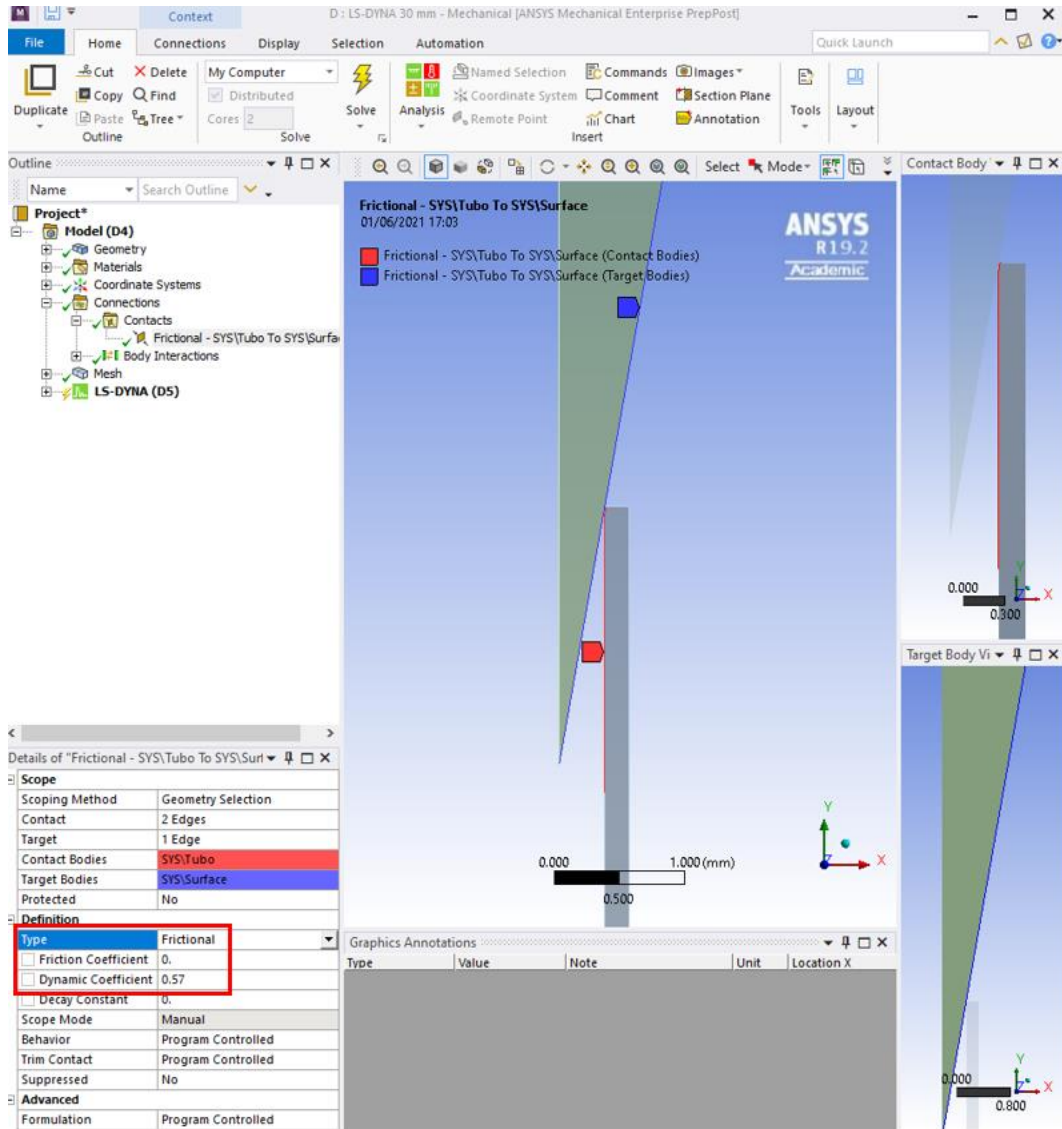 Context
D : LS-DYNA 30 mm - Mechanical [ANSYS Mechanical Enterprise PrepPost]
File Home Connections Display Selection Automation Quick Launch
Duplicate Cut Copy Paste Delete Find Tree
Outline
My Computer
Distributed
Cores 2
Solve
Solve
Analysis
Named Selection Commands Images
Coordinate System Comment Section Plane
Remote Point Chart Annotation
Insert
Tools Layout
Outline
Name Search Outline
Project*
Model (D4)
Geometry
Materials
Coordinate Systems
Connections
Contacts
Frictional - SYS\Tubo To SYS\Surfa
Body Interactions
Mesh
LS-DYNA (D5)
Select Mode
Frictional - SYS\Tubo To SYS\Surface
01/06/2021 17:03
Frictional - SYS\Tubo To SYS\Surface (Contact Bodies)
Frictional - SYS\Tubo To SYS\Surface (Target Bodies)
ANSYS
R19.2
Academic
0.000 1.000 (mm)
0.500
Y
Z X
Contact Body
0.000
0.300
Y
Z X
Target Body Vi
0.000
0.800
Y
Z X
Details of "Frictional - SYS\Tubo To SYS\Surf
Scope
Scoping Method Geometry Selection
Contact 2 Edges
Target 1 Edge
Contact Bodies SYS\Tubo
Target Bodies SYS\Surface
Protected No
Definition
Type Frictional
Friction Coefficient 0.
Dynamic Coefficient 0.57
Decay Constant 0.
Scope Mode Manual
Behavior Program Controlled
Trim Contact Program Controlled
Suppressed No
Advanced
Formulation Program Controlled
Graphics Annotations
Type Value Note Unit Location X